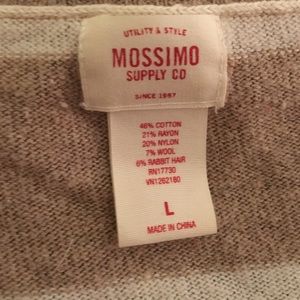 UTILITY & STYLE
MOSSIMO
SUPPLY CO
SINCE 1987
46% COTTON
21% RAYON
20% NYLON
7% WOOL
6% RABBIT HAIR
RN17730
VN1262180
L
MADE IN CHINA